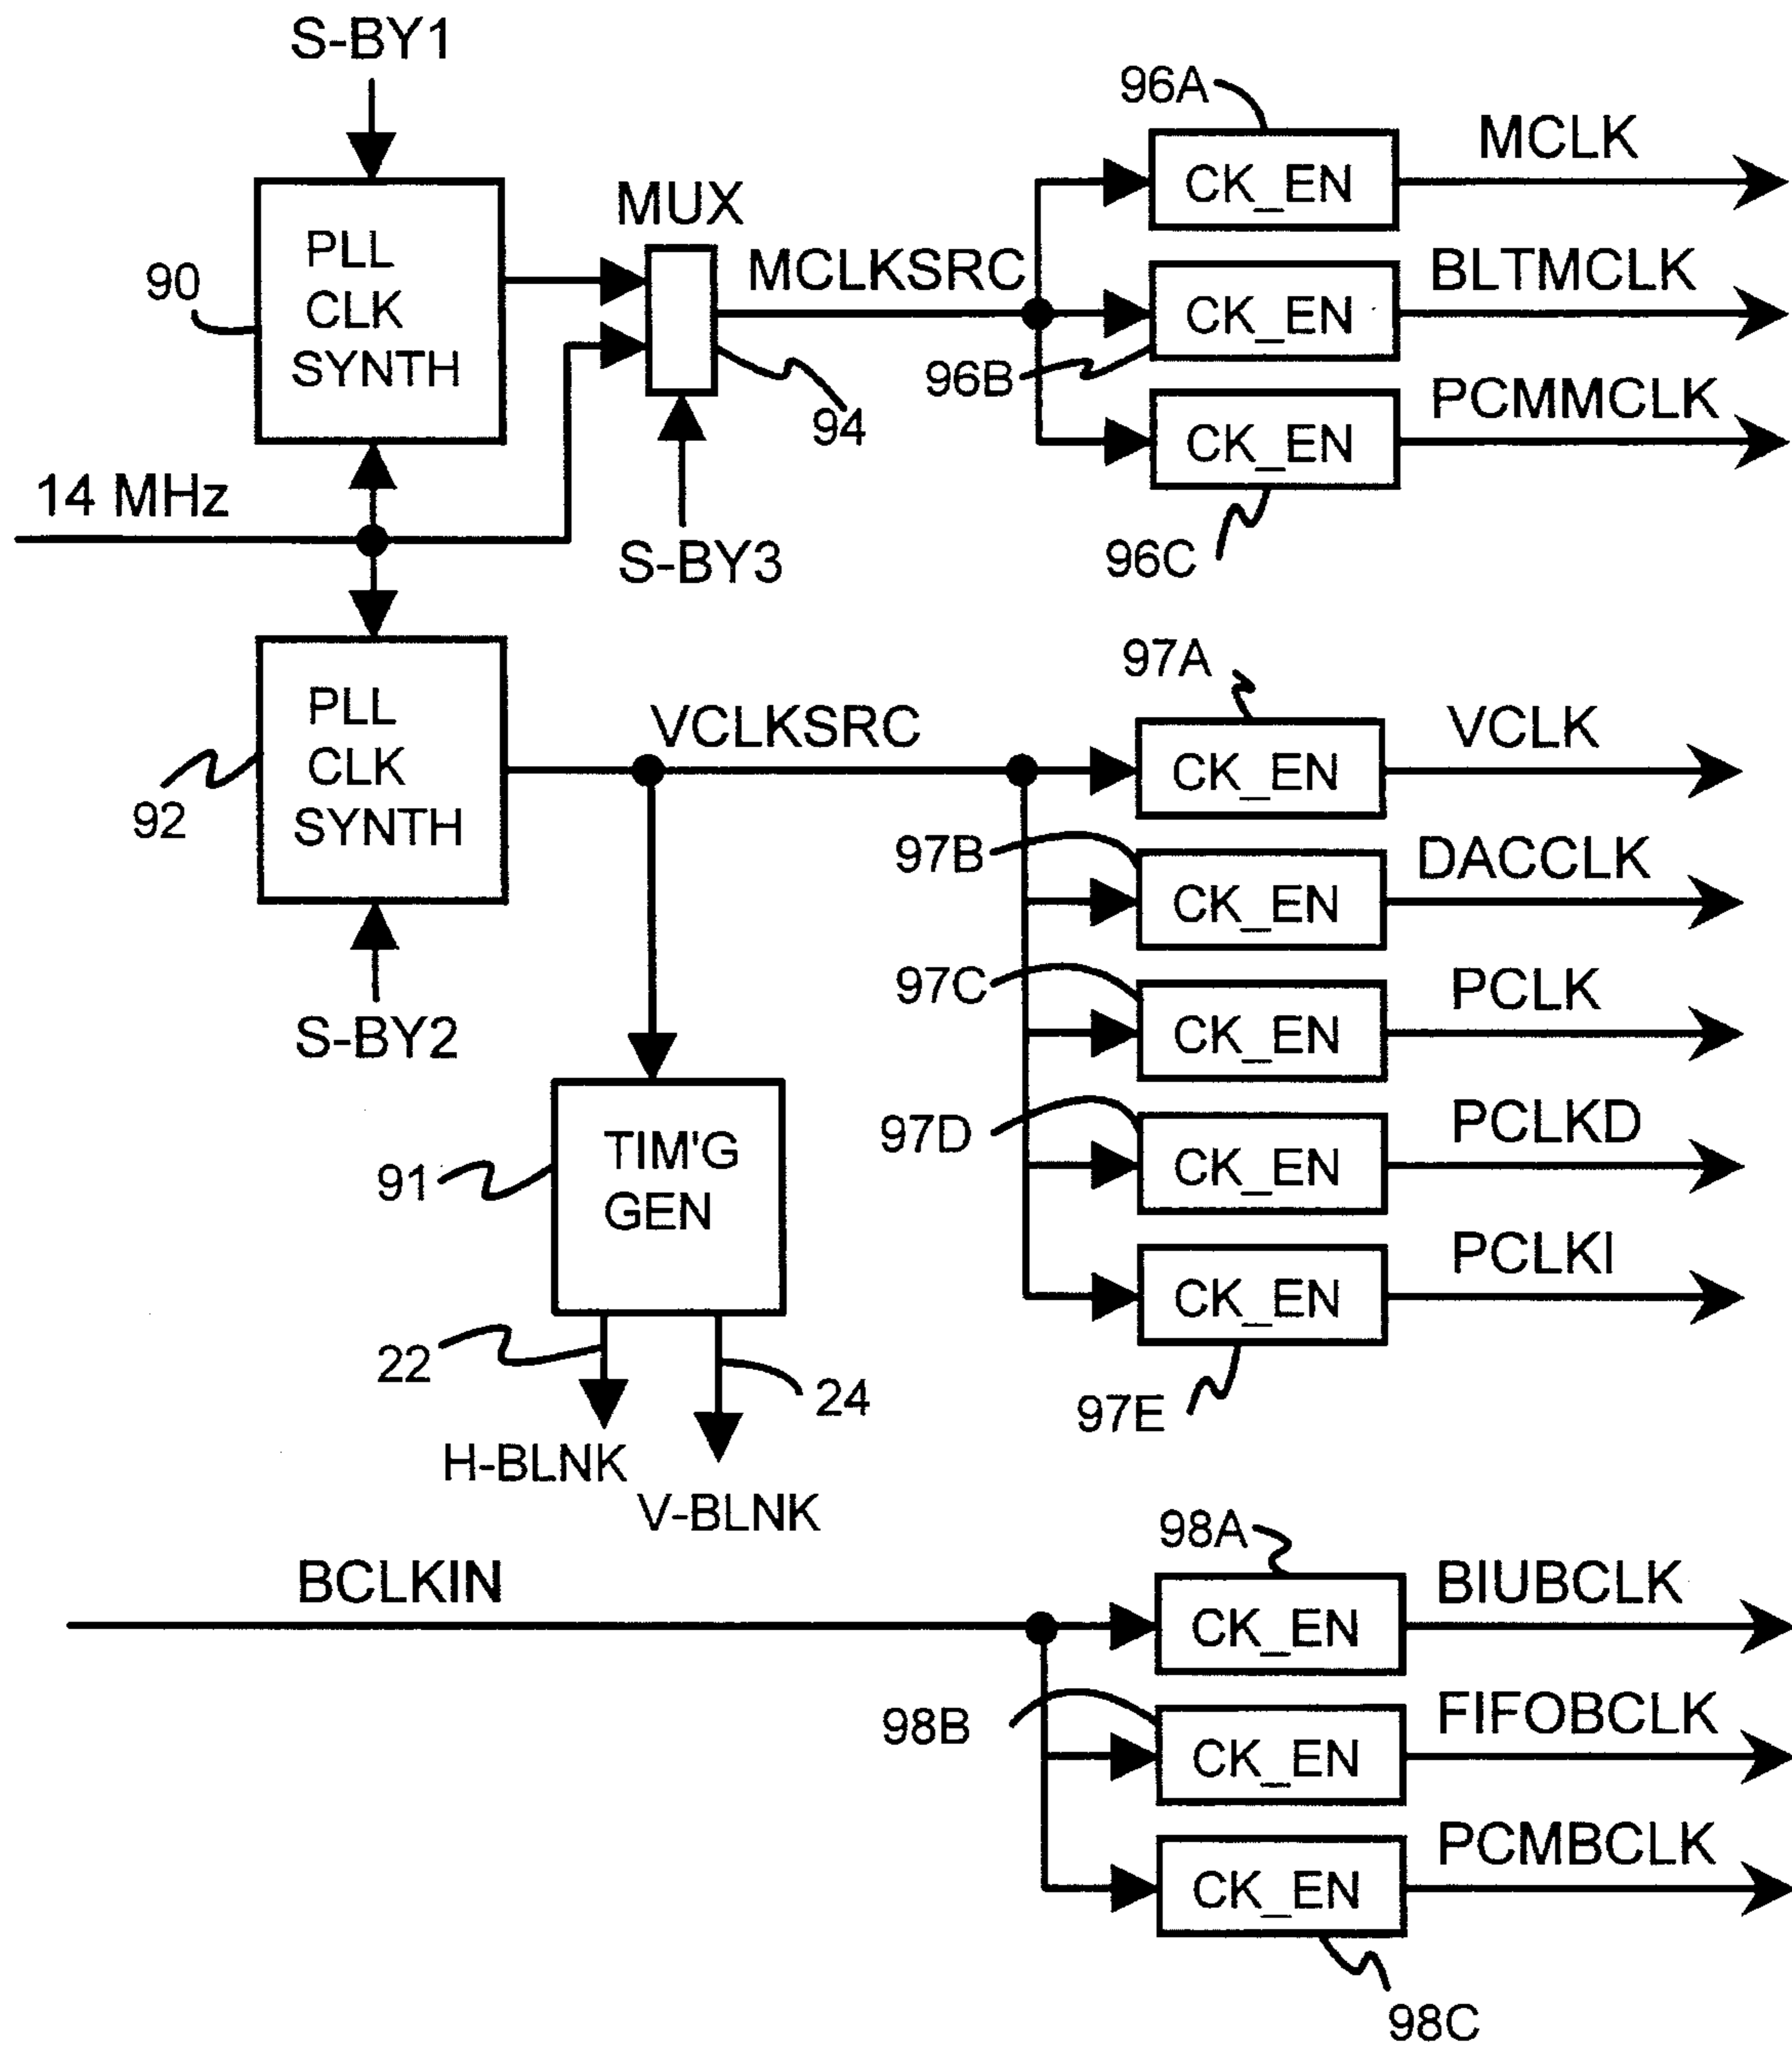 S-BY1
96A
MCLK
CK_EN
MUX
PLL
CLK
SYNTH
90
MCLKSRC
BLTMCLK
CK_EN
96B
94
PCMMCLK
CK_EN
14 MHz
S-BY3
96C
97A
PLL
CLK
SYNTH
92
VCLKSRC
VCLK
CK_EN
97B
DACCLK
CK_EN
97C
PCLK
CK_EN
S-BY2
97D
PCLKD
CK_EN
TIM'G
GEN
91
PCLKI
CK_EN
22
24
97E
H-BLNK
V-BLNK
98A
BCLKIN
BIUBCLK
CK_EN
98B
FIFOBCLK
CK_EN
PCMBCLK
CK_EN
98C